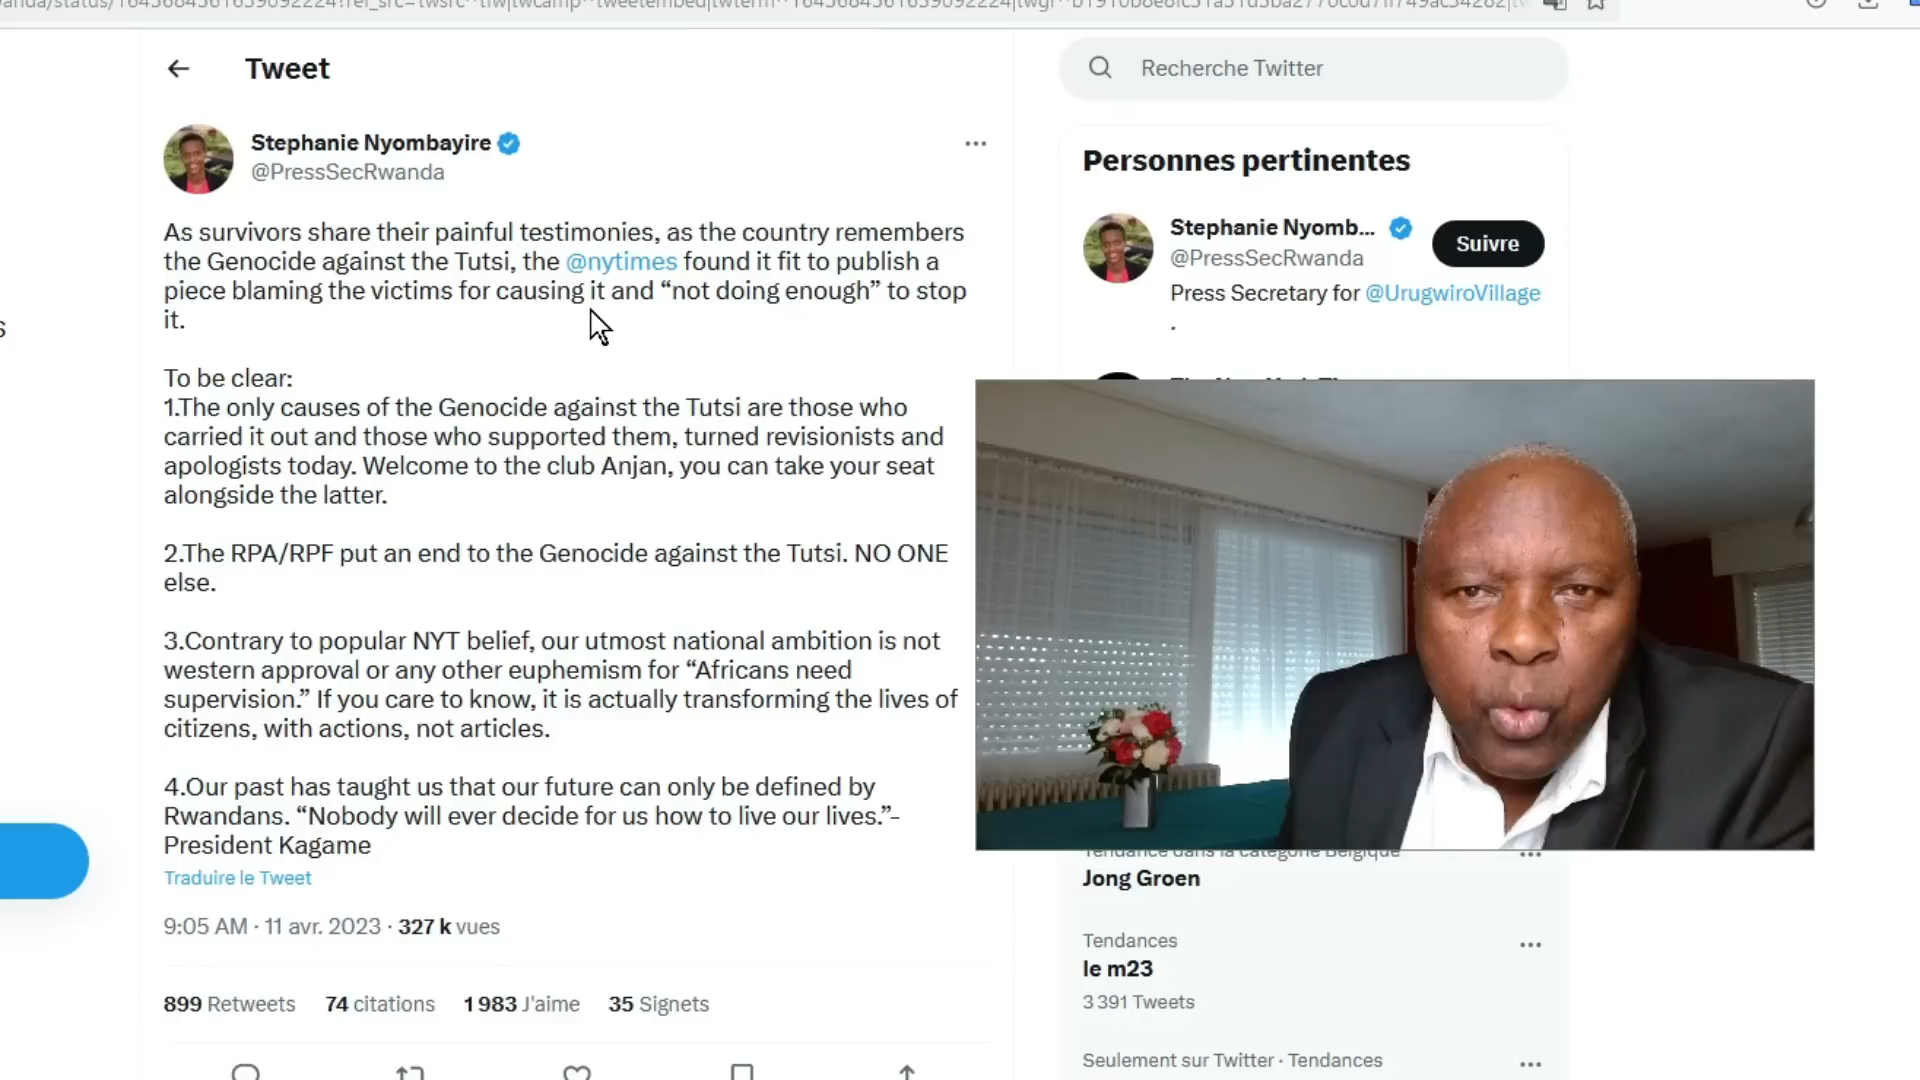 Tweet
Stephanie Nyombayire
@PressSecRwanda
As survivors share their painful testimonies, as the country remembers
the Genocide against the Tutsi, the @nytimes found it fit to publish a
piece blaming the victims for causing it and “not doing enough” to stop
it.
To be clear:
1.The only causes of the Genocide against the Tutsi are those who
carried it out and those who supported them, turned revisionists and
apologists today. Welcome to the club Anjan, you can take your seat
alongside the latter.
2.The RPA/RPF put an end to the Genocide against the Tutsi. NO ONE
else.
3.Contrary to popular NYT belief, our utmost national ambition is not
western approval or any other euphemism for “Africans need
supervision.” If you care to know, it is actually transforming the lives of
citizens, with actions, not articles.
4.Our past has taught us that our future can only be defined by
Rwandans. “Nobody will ever decide for us how to live our lives.”-
President Kagame
Traduire le Tweet
9:05 AM · 11 avr. 2023 · 327 k vues
899 Retweets 74 citations 1 983 J'aime 35 Signets
Recherche Twitter
Personnes pertinentes
Stephanie Nyomb...
@PressSecRwanda
Suivre
Press Secretary for @UrugwiroVillage
.
Tendance dans la catégorie Belgique
Jong Groen
Tendances
le m23
3 391 Tweets
Seulement sur Twitter · Tendances